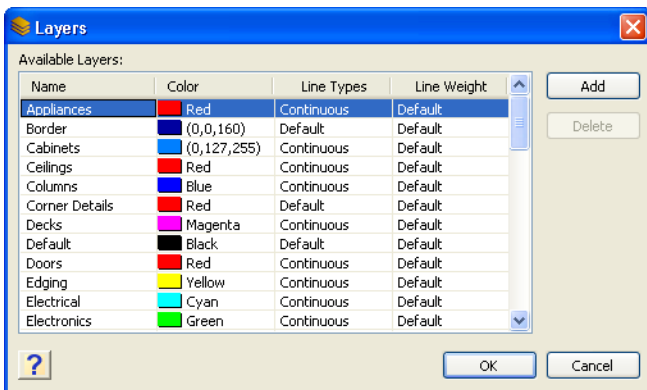 Layers
Available Layers:
Name Color Line Types Line Weight
Add
Appliances Red Continuous Default
Border (0,0,160) Default Default
Delete
Cabinets (0,127,255) Continuous Default
Ceilings Red Continuous Default
Columns Blue Continuous Default
Corner Details Red Default Default
Decks Magenta Continuous Default
Default Black Default Default
Doors Red Continuous Default
Edging Yellow Continuous Default
Electrical Cyan Continuous Default
Electronics Green Continuous Default
? OK Cancel